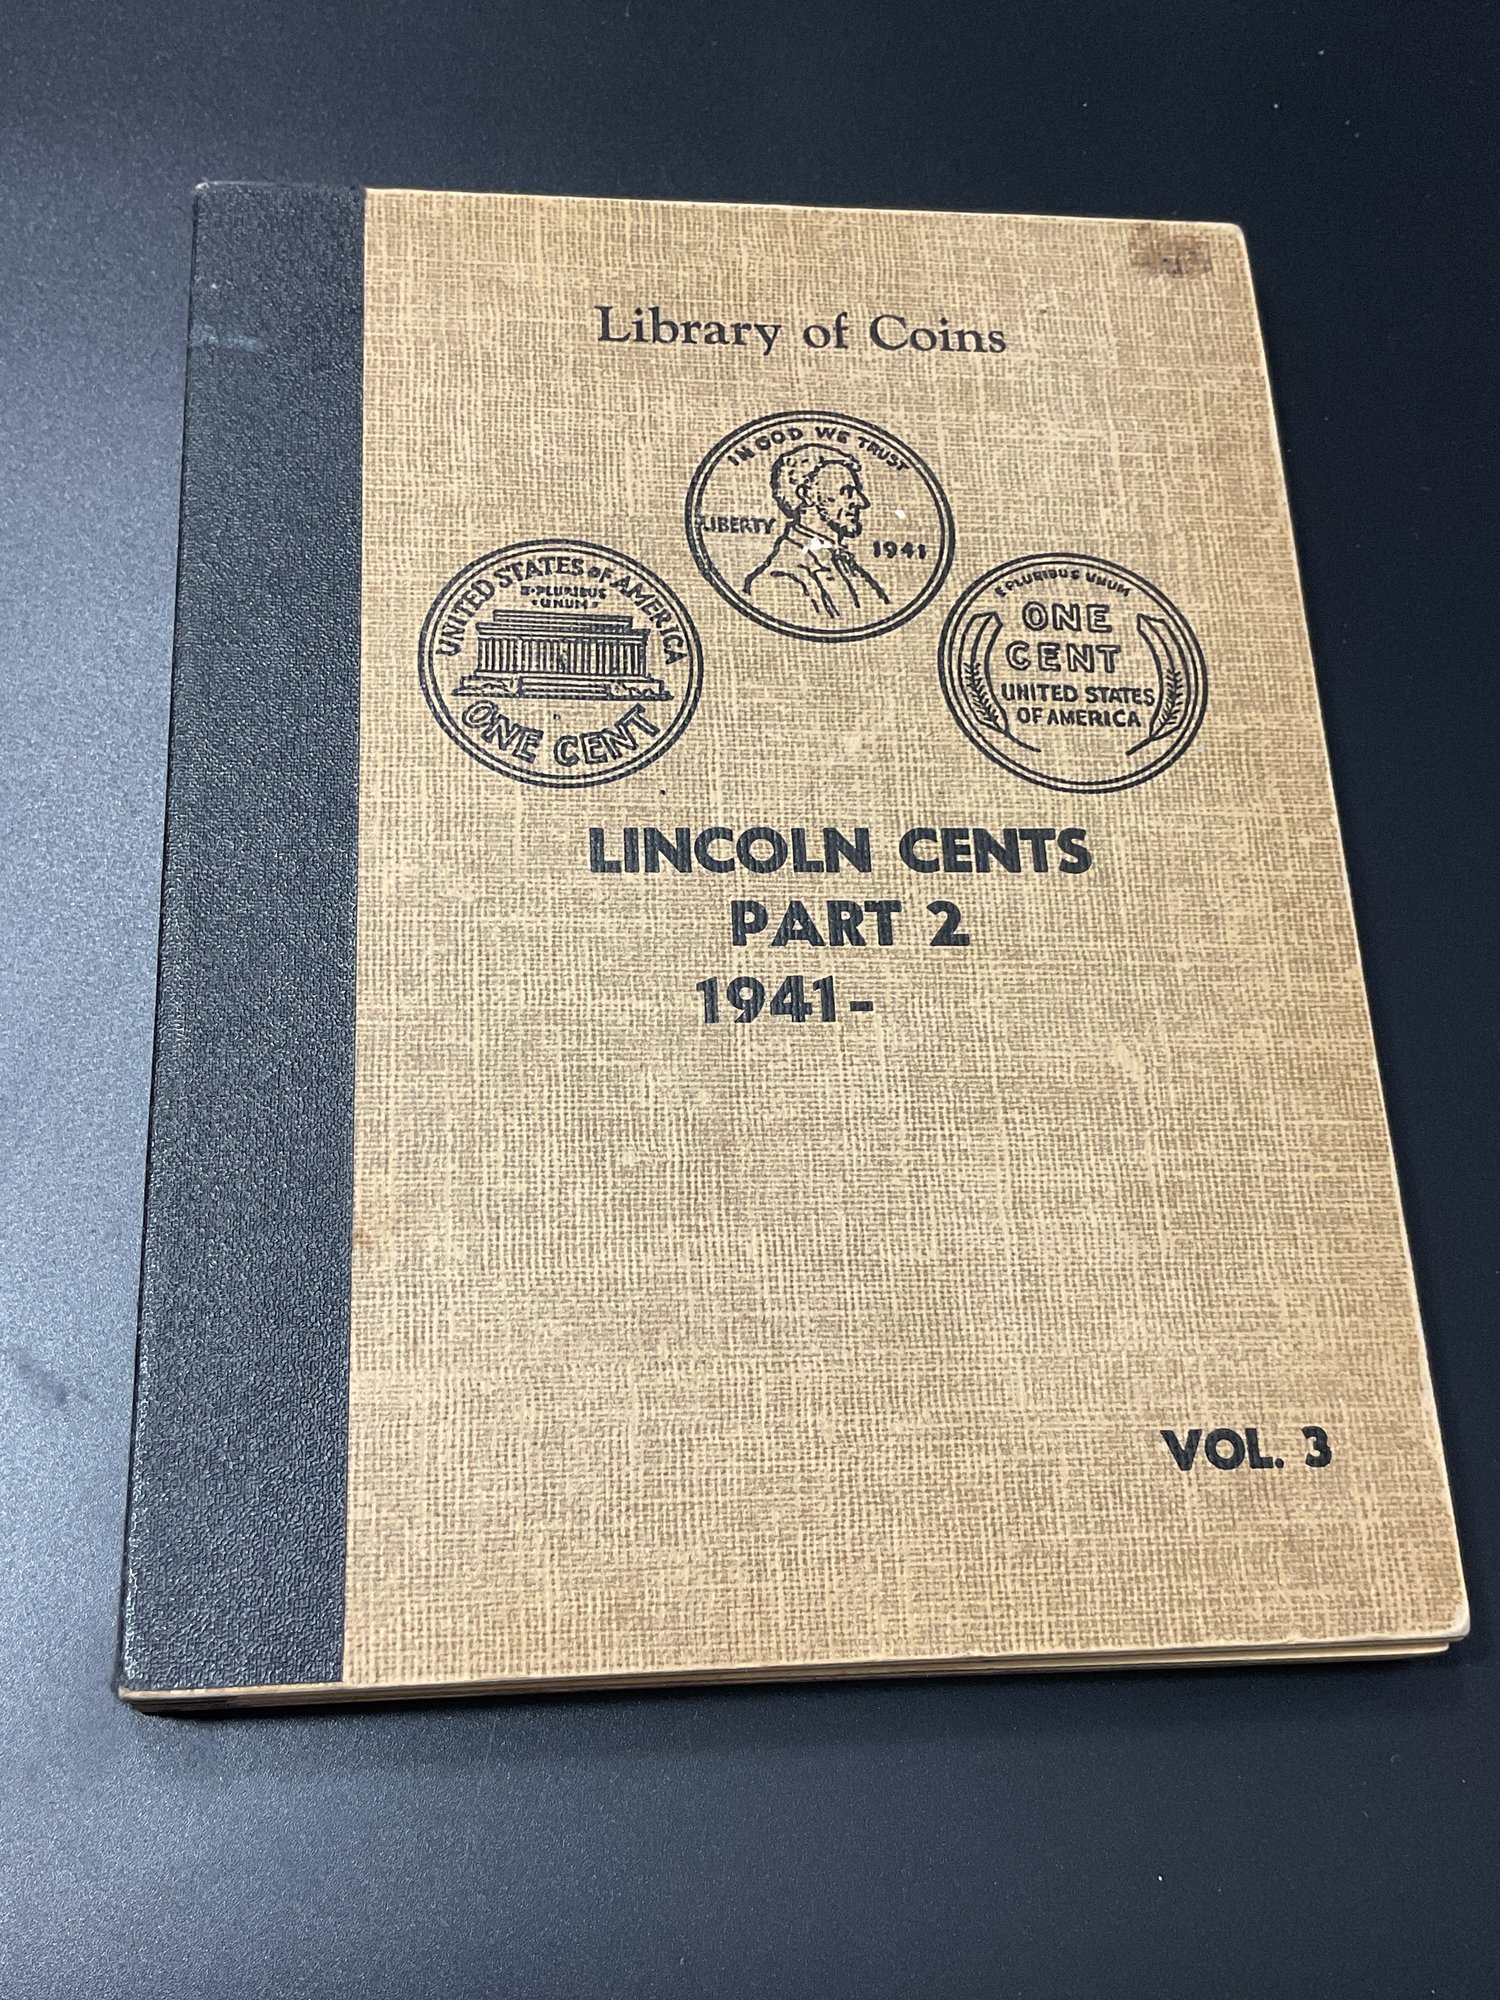 Library of Coins
IN GOD WE TRUST
LIBERTY
1941
UNITED STATES OF AMERICA
E·PLURIBUS
·UNUM·
ONE CENT
E PLURIBUS UNUM
ONE
CENT
UNITED STATES
OF AMERICA
LINCOLN CENTS
PART 2
1941-
VOL. 3